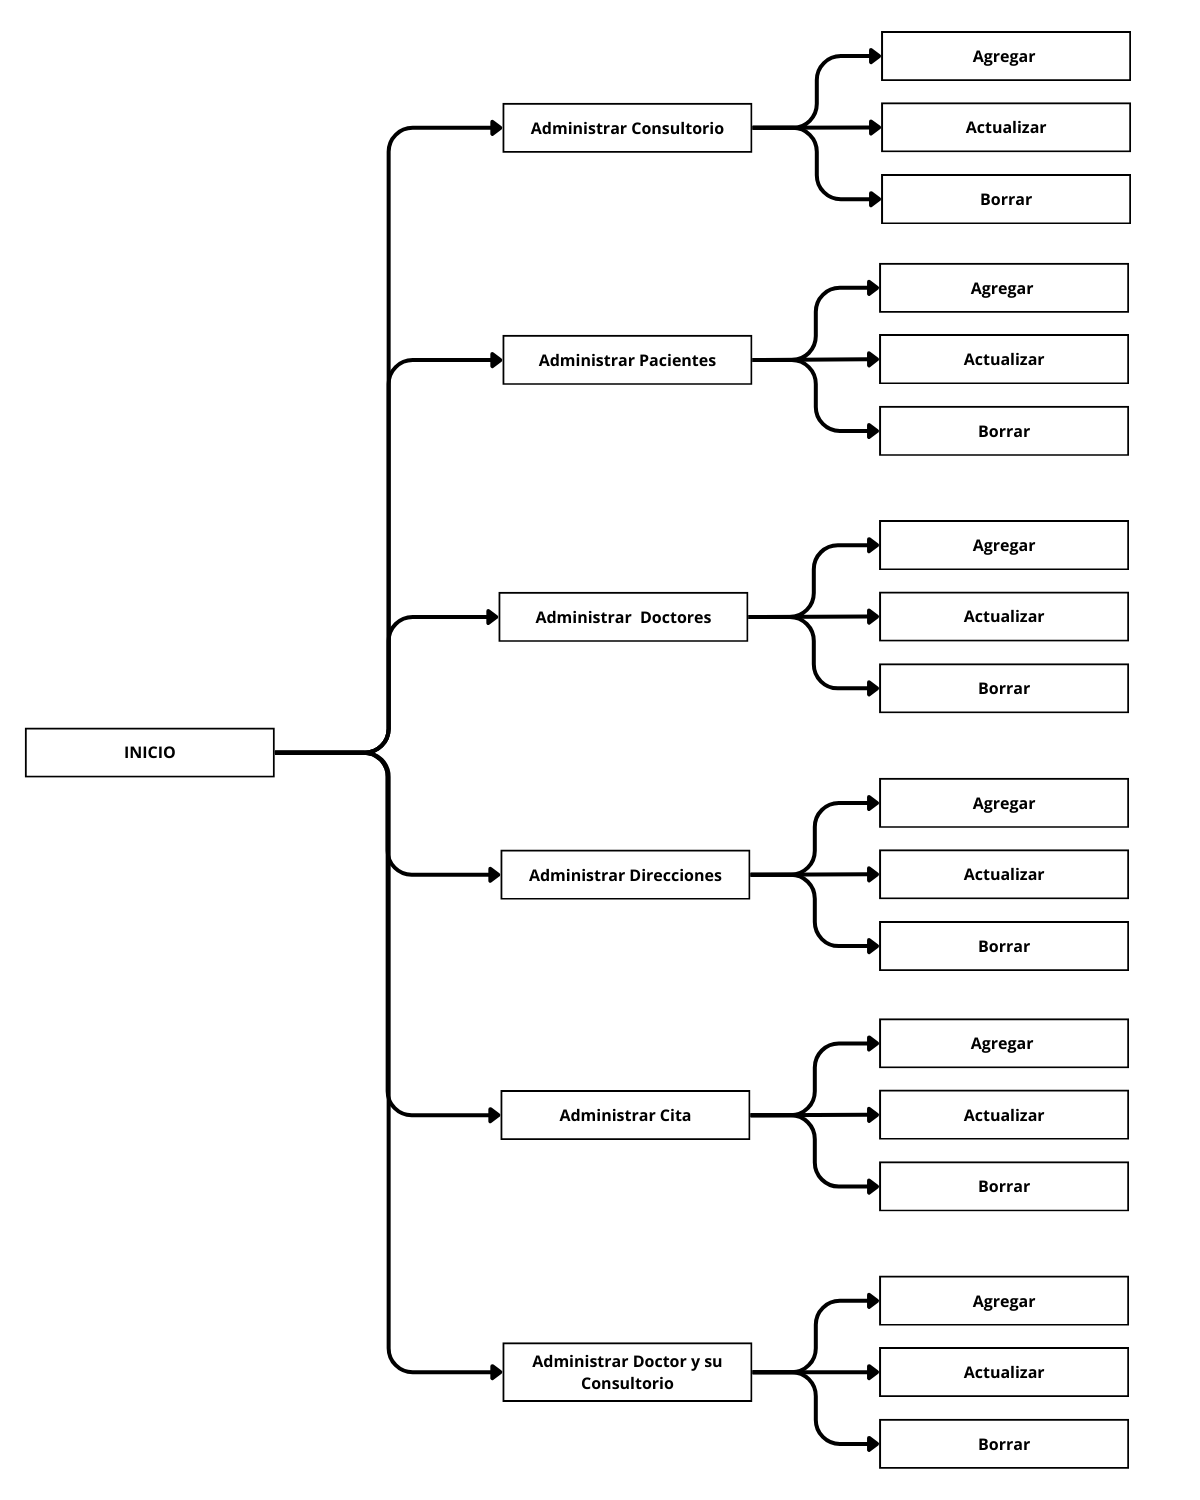 INICIO
Administrar Consultorio
Agregar
Actualizar
Borrar
Administrar Pacientes
Agregar
Actualizar
Borrar
Administrar  Doctores
Agregar
Actualizar
Borrar
Administrar Direcciones
Agregar
Actualizar
Borrar
Administrar Cita
Agregar
Actualizar
Borrar
Administrar Doctor y su
Consultorio
Agregar
Actualizar
Borrar